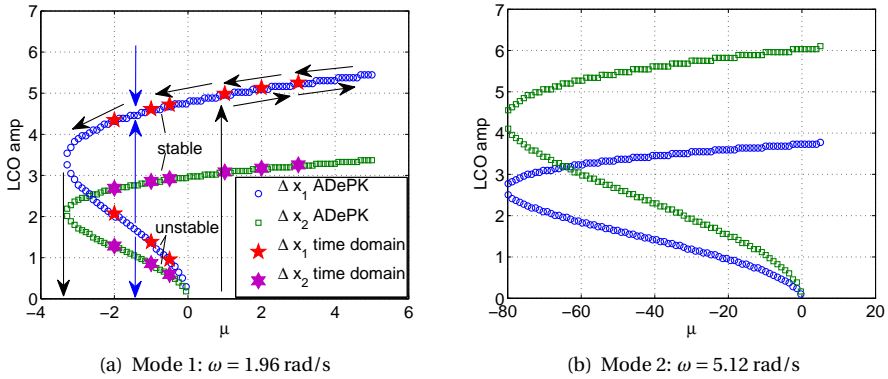 7
6
5
4
3
2
1
0
LCO amp
−4
−2
0
2
4
6
μ
stable
unstable
Δ x1 ADePK
Δ x2 ADePK
Δ x1 time domain
Δ x2 time domain
(a) Mode 1: ω = 1.96 rad/s
7
6
5
4
3
2
1
0
LCO amp
−80
−60
−40
−20
0
20
μ
(b) Mode 2: ω = 5.12 rad/s